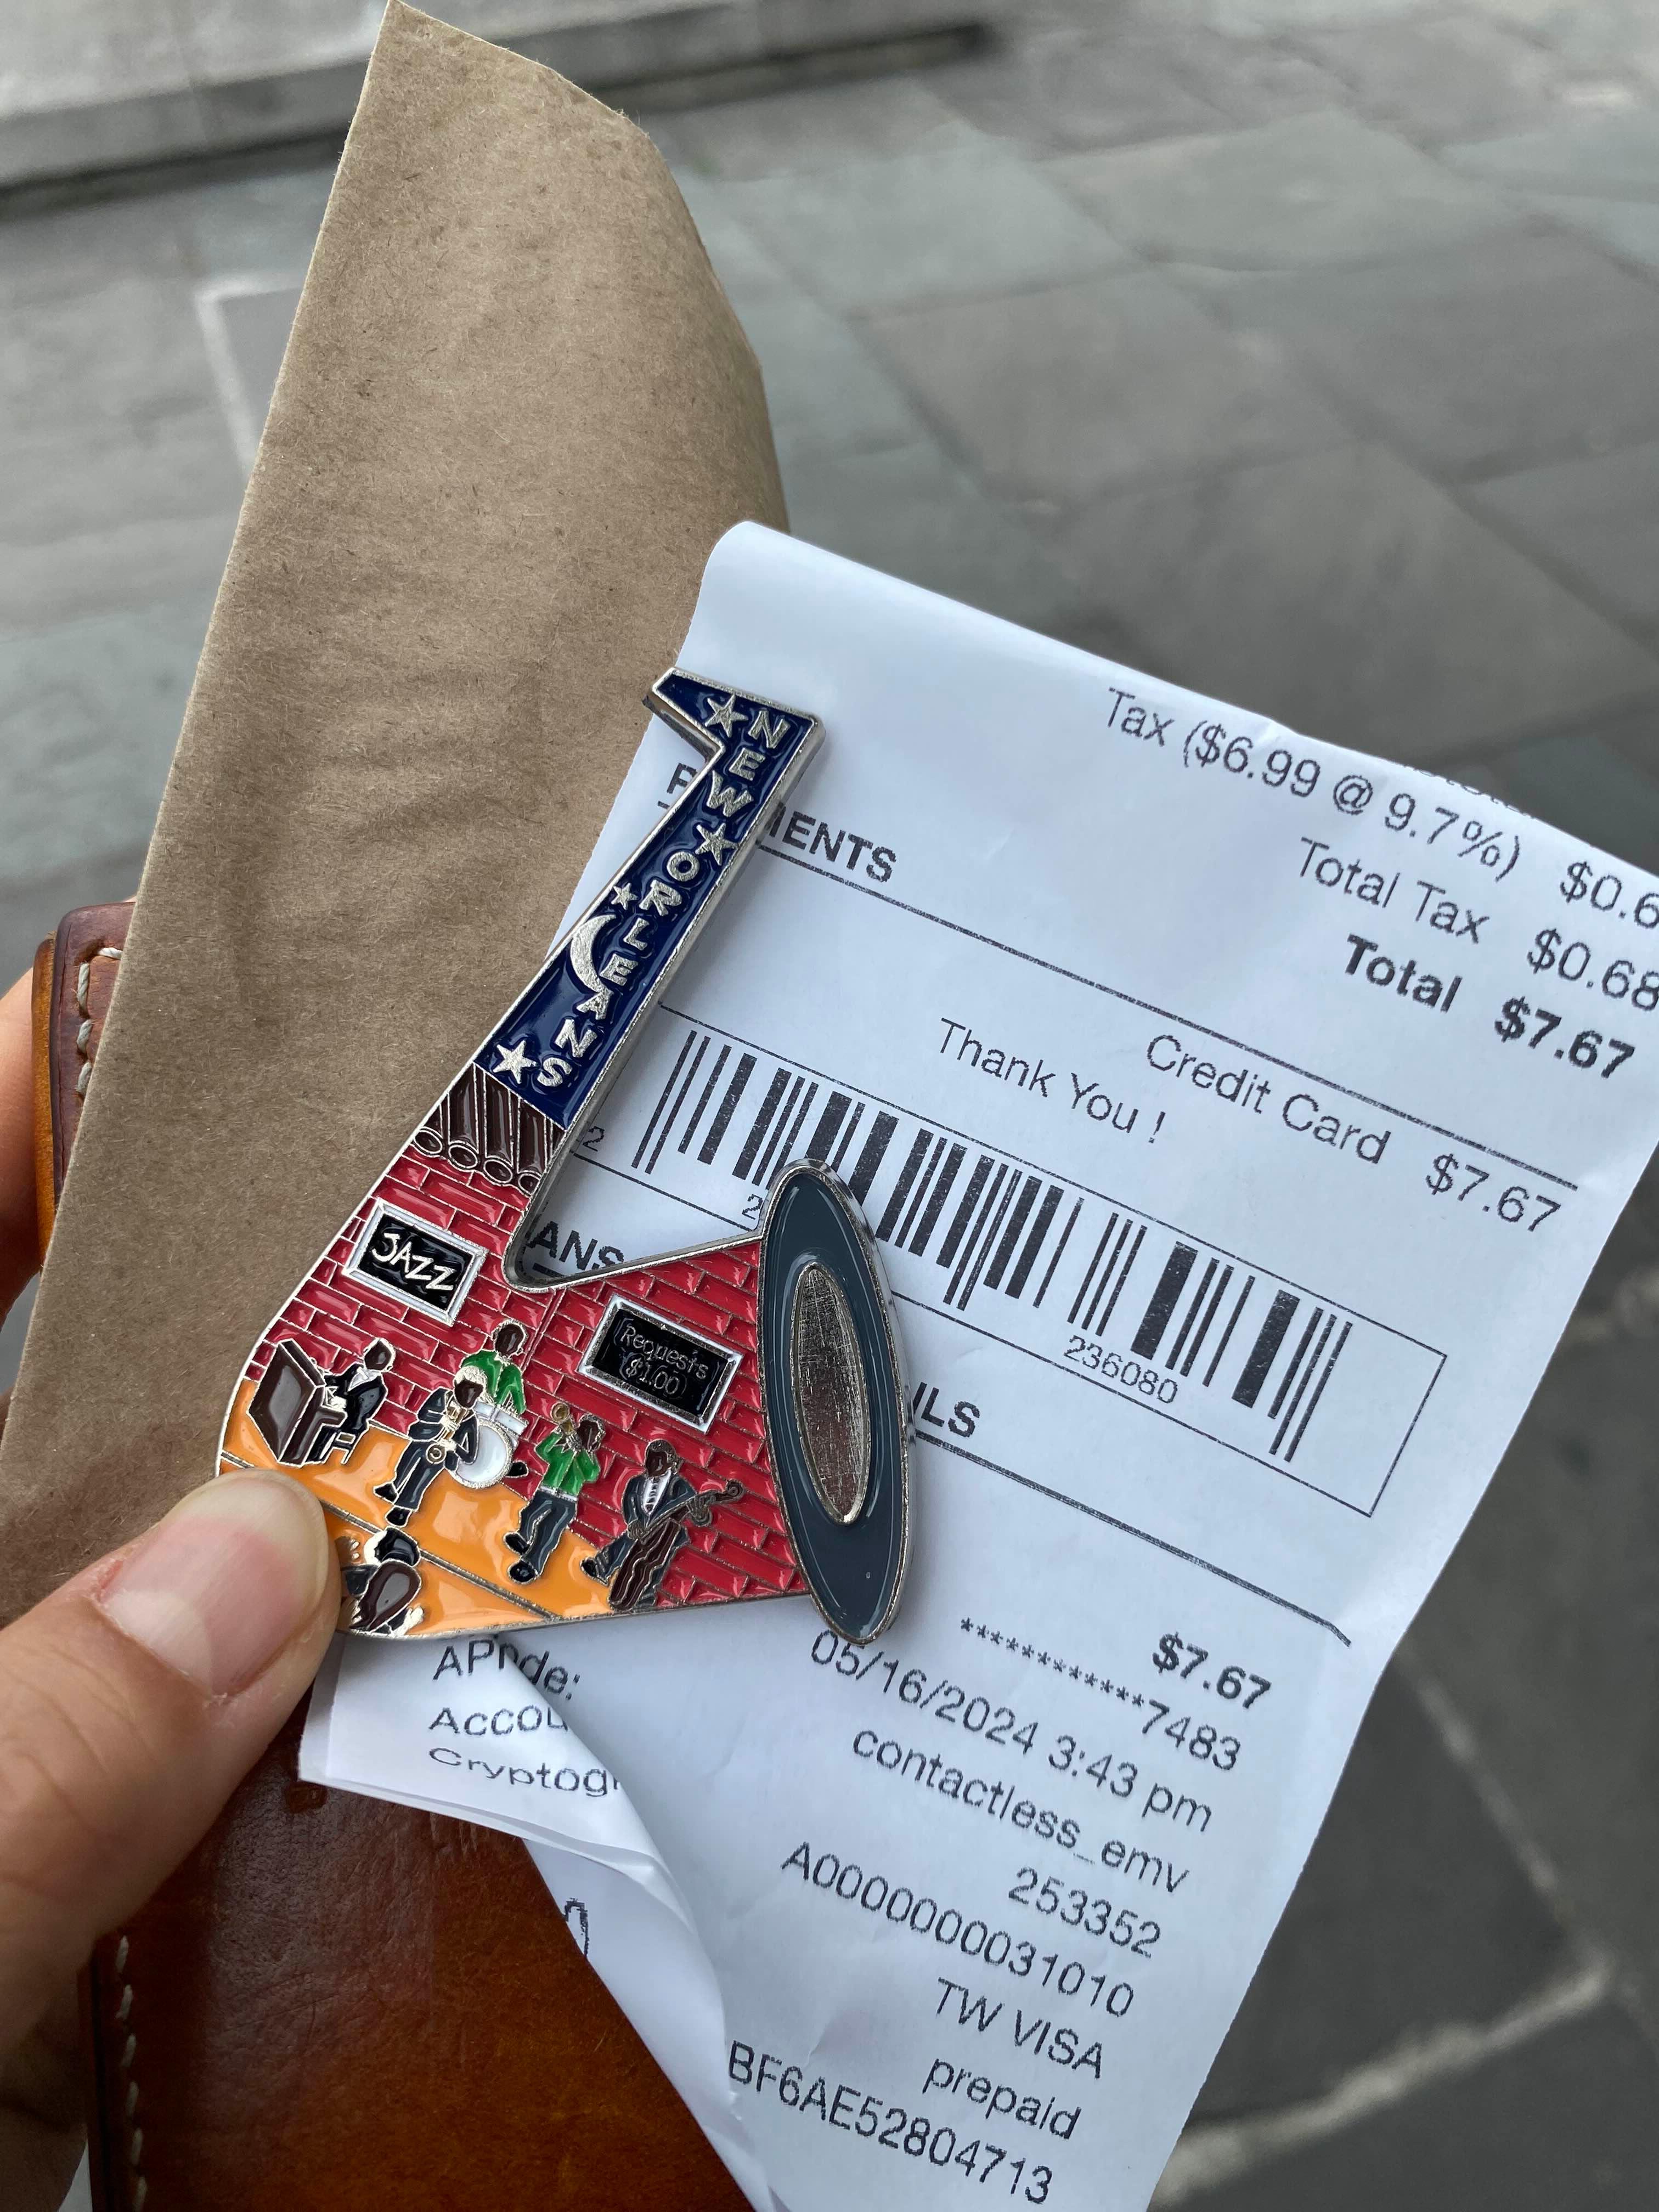 NEW ORLEANS
JAZZ
Requests
$1.00
Tax ($6.99 @ 9.7%) $0.6
Total Tax $0.68
Total $7.67
Credit Card $7.67
Thank You !
236080
$7.67
***********7483
05/16/2024 3:43 pm
contactless_emv
253352
A0000000031010
TW VISA
prepaid
BF6AE52804713